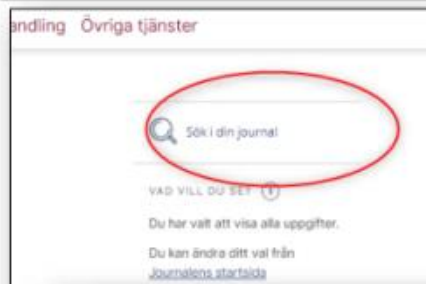 andling Övriga tjänster
Sök i din journal
VAD VILL DU SE?
Du har valt att visa alla uppgifter.
Du kan ändra ditt val från
Journalens startsida